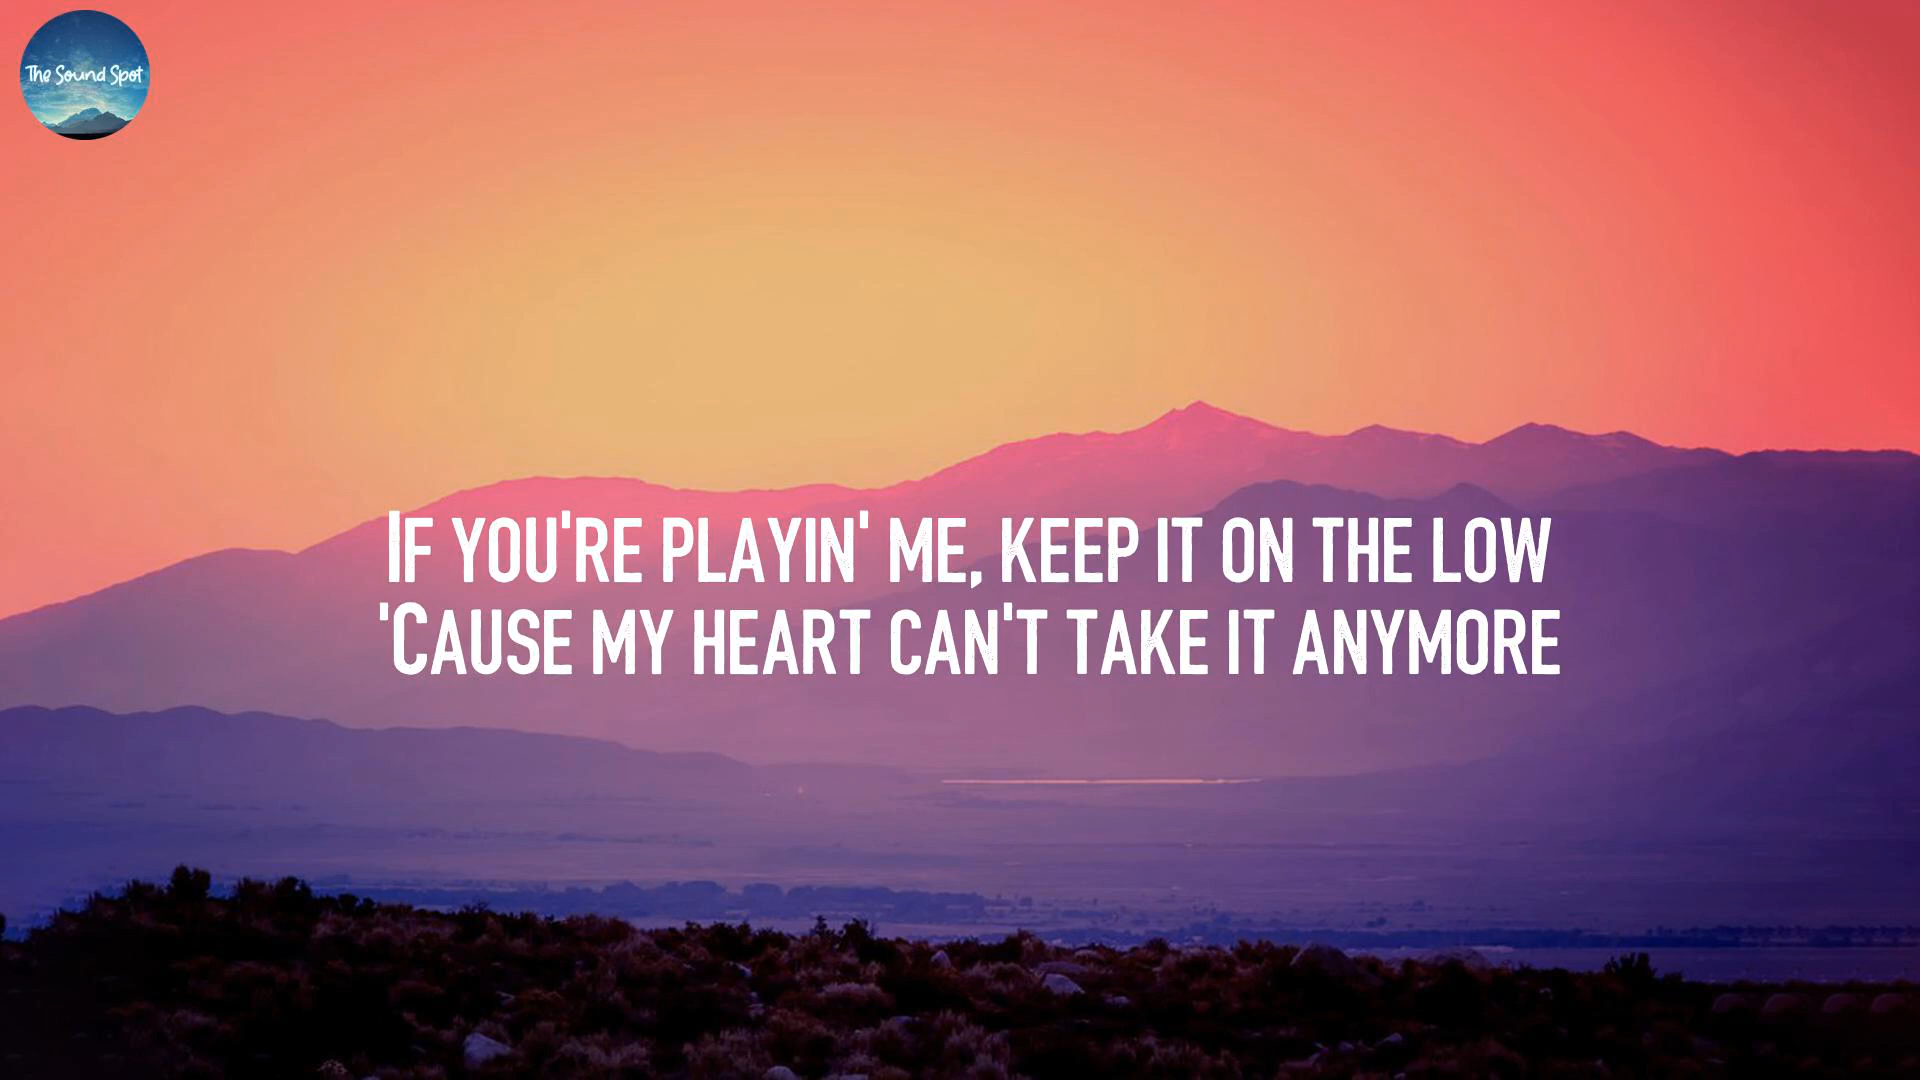 The Sound Spot
If you're playin' me, keep it on the low
'Cause my heart can't take it anymore